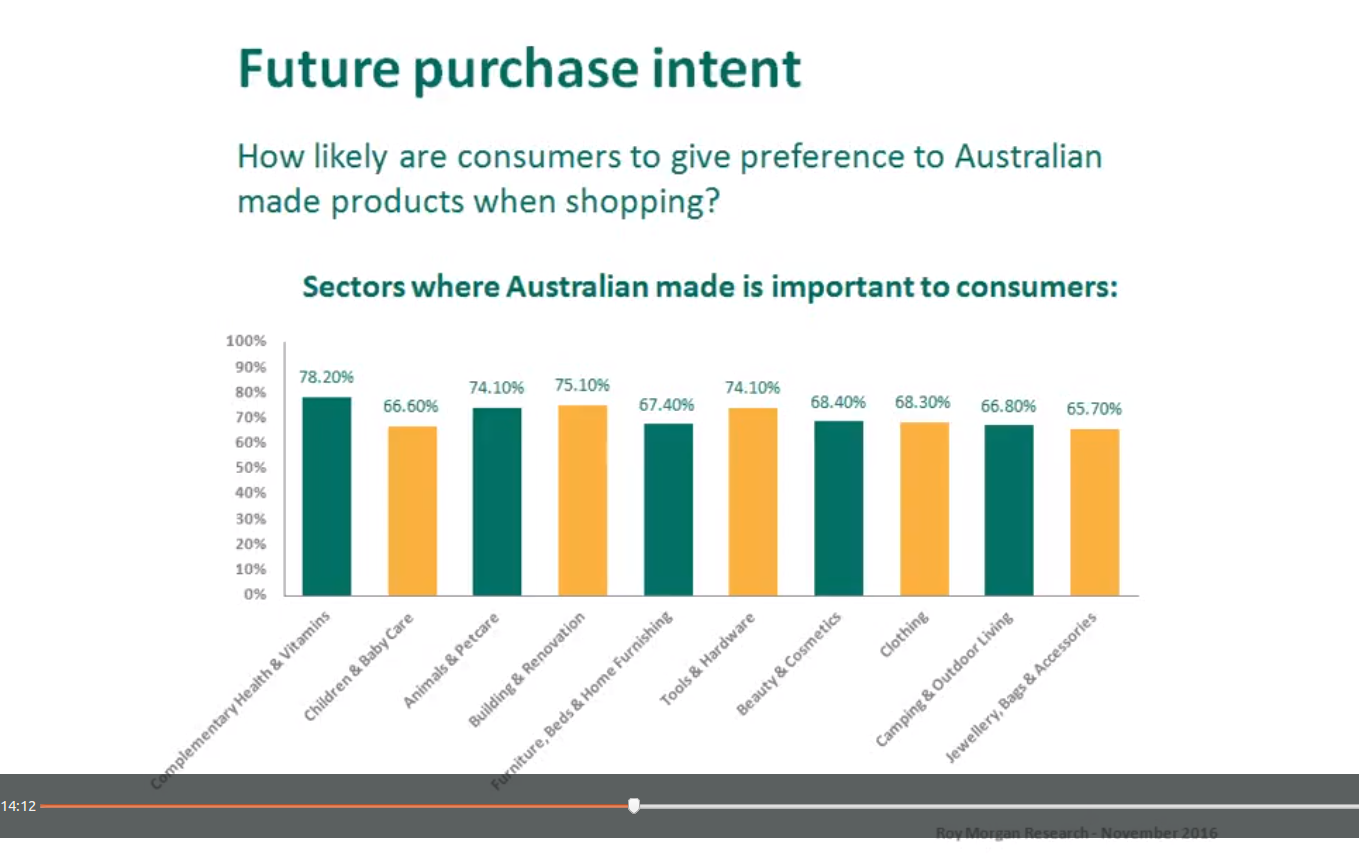 Future purchase intent
How likely are consumers to give preference to Australian
made products when shopping?
Sectors where Australian made is important to consumers:
100%
90%
80%
70%
60%
50%
40%
30%
20%
10%
0%
78.20%
66.60%
74.10%
75.10%
67.40%
74.10%
68.40%
68.30%
66.80%
65.70%
Complementary Health & Vitamins
Children & Baby Care
Animals & Petcare
Building & Renovation
Furniture, Beds & Home Furnishing
Tools & Hardware
Beauty & Cosmetics
Clothing
Camping & Outdoor Living
Jewellery, Bags & Accessories
14:12
Roy Morgan Research - November 2016